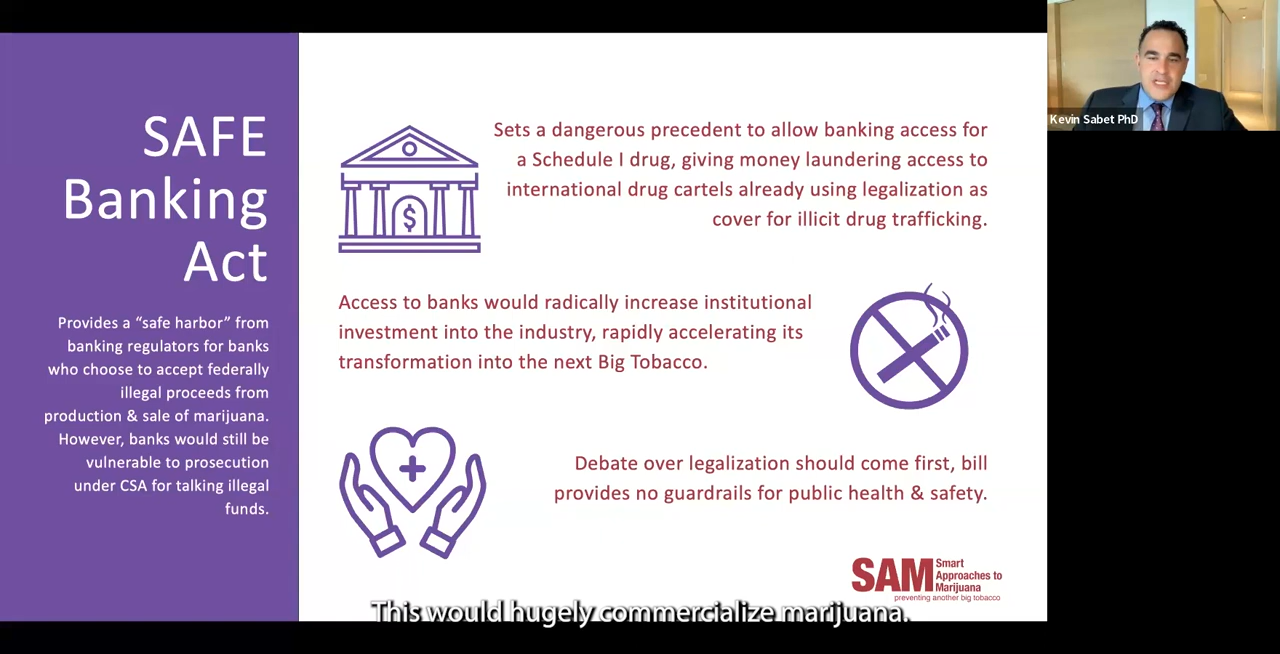 SAFE
Banking
Act
Provides a “safe harbor” from
banking regulators for banks
who choose to accept federally
illegal proceeds from
production & sale of marijuana.
However, banks would still be
vulnerable to prosecution
under CSA for talking illegal
funds.
Sets a dangerous precedent to allow banking access for
a Schedule I drug, giving money laundering access to
international drug cartels already using legalization as
cover for illicit drug trafficking.
$
Access to banks would radically increase institutional
investment into the industry, rapidly accelerating its
transformation into the next Big Tobacco.
Debate over legalization should come first, bill
provides no guardrails for public health & safety.
SAM
Smart
Approaches to
Marijuana
preventing another big tobacco
This would hugely commercialize marijuana.
Kevin Sabet PhD